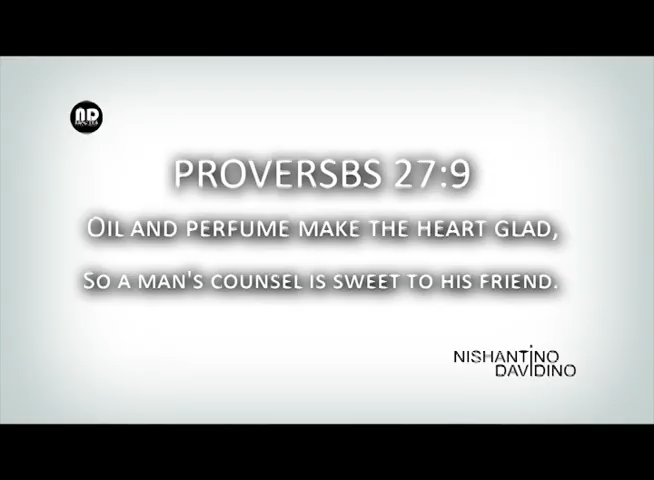 ND
PROVERSBS 27:9
OIL AND PERFUME MAKE THE HEART GLAD,
SO A MAN'S COUNSEL IS SWEET TO HIS FRIEND.
NISHANTINO
DAVIDINO